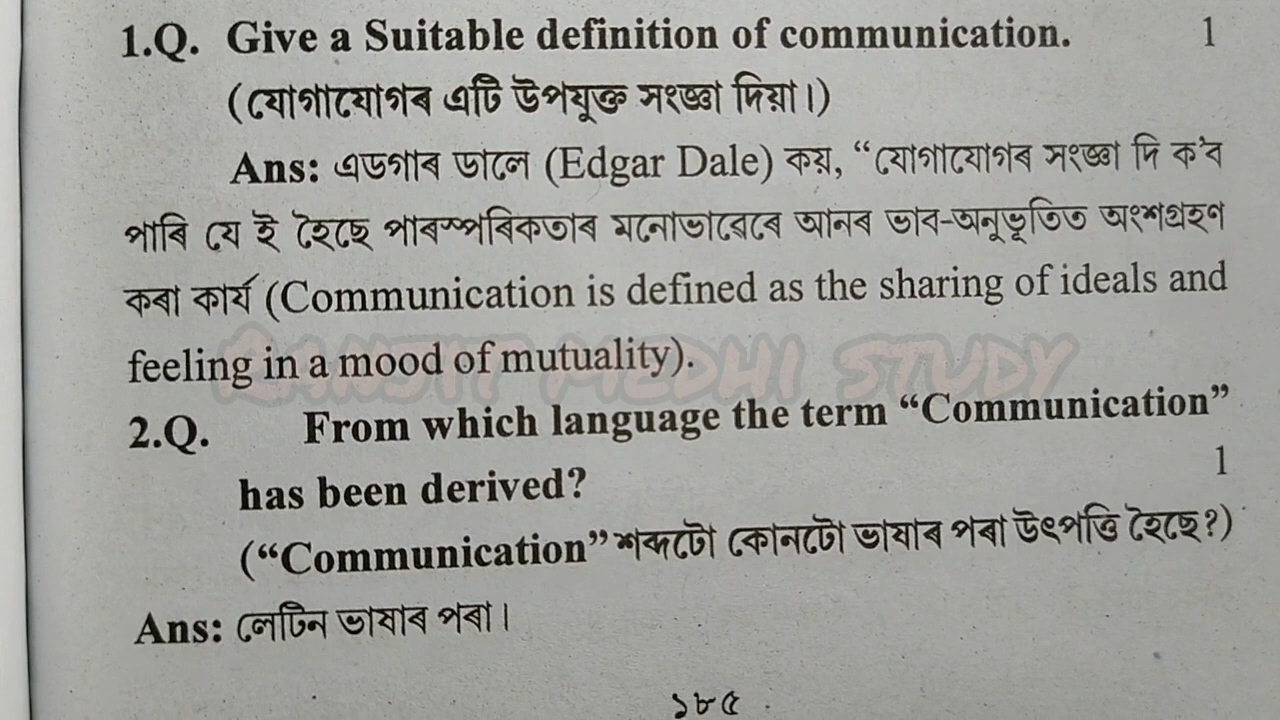 1.Q. Give a Suitable definition of communication. 1
(যোগাযোগৰ এটি উপযুক্ত সংজ্ঞা দিয়া।)
Ans: এডগাৰ ডালে (Edgar Dale) কয়, “যোগাযোগৰ সংজ্ঞা দি ক'ব
পাৰি যে ই হৈছে পাৰস্পৰিকতাৰ মনোভাৱেৰে আনৰ ভাব-অনুভূতিত অংশগ্ৰহণ
কৰা কাৰ্য (Communication is defined as the sharing of ideals and
feeling in a mood of mutuality).
RANJIT MEDHI STUDY
2.Q. From which language the term “Communication”
has been derived? 1
(“Communication” শব্দটো কোনটো ভাষাৰ পৰা উৎপত্তি হৈছে?)
Ans: লেটিন ভাষাৰ পৰা।
১৮৫